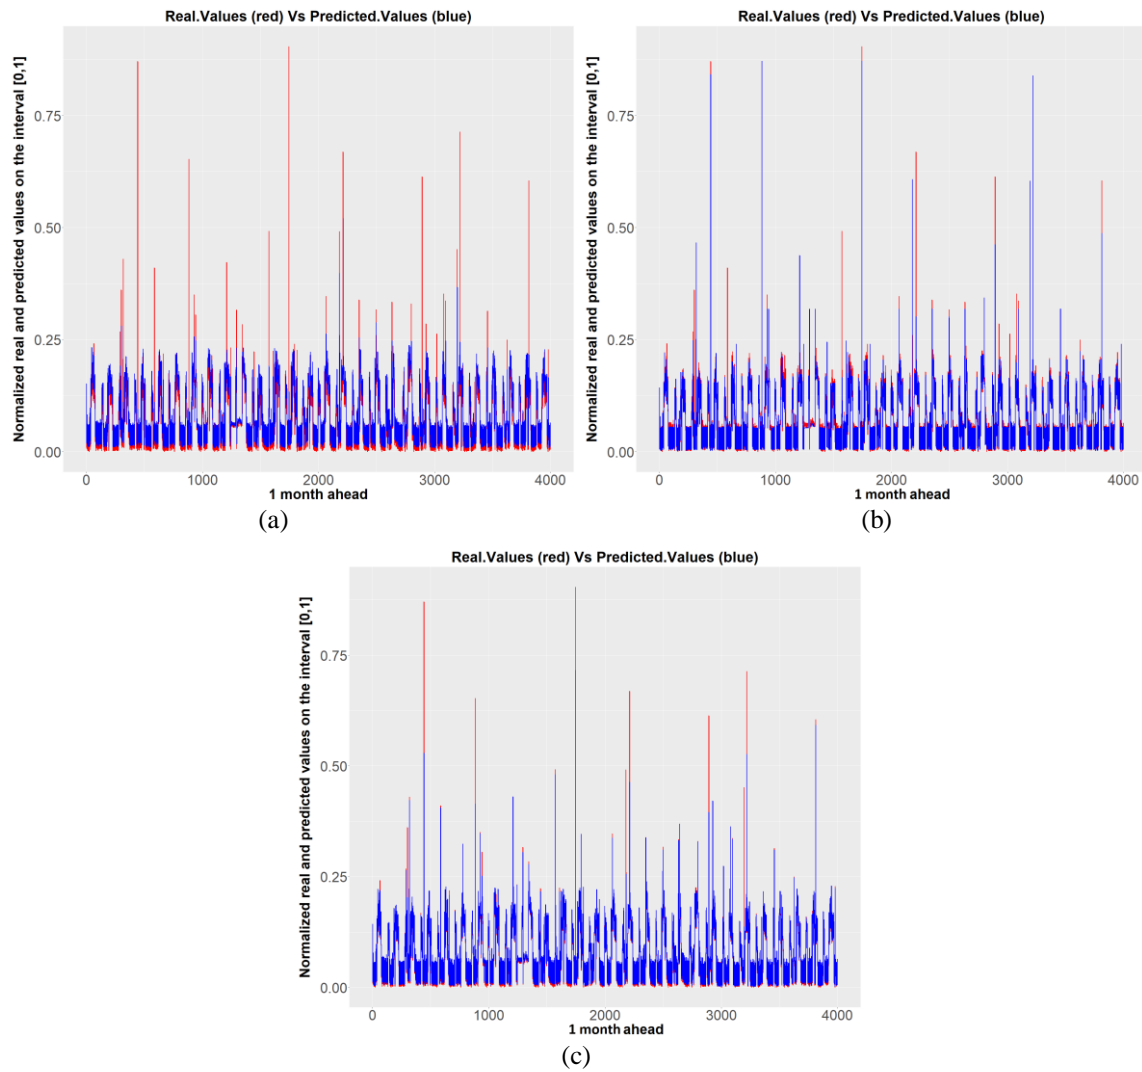 Real.Values (red) Vs Predicted.Values (blue)
Normalized real and predicted values on the interval [0,1]
0.75
0.50
0.25
0.00
0
1000
2000
3000
4000
1 month ahead
(a)
Real.Values (red) Vs Predicted.Values (blue)
Normalized real and predicted values on the interval [0,1]
0.75
0.50
0.25
0.00
0
1000
2000
3000
4000
1 month ahead
(b)
Real.Values (red) Vs Predicted.Values (blue)
Normalized real and predicted values on the interval [0,1]
0.75
0.50
0.25
0.00
0
1000
2000
3000
4000
1 month ahead
(c)